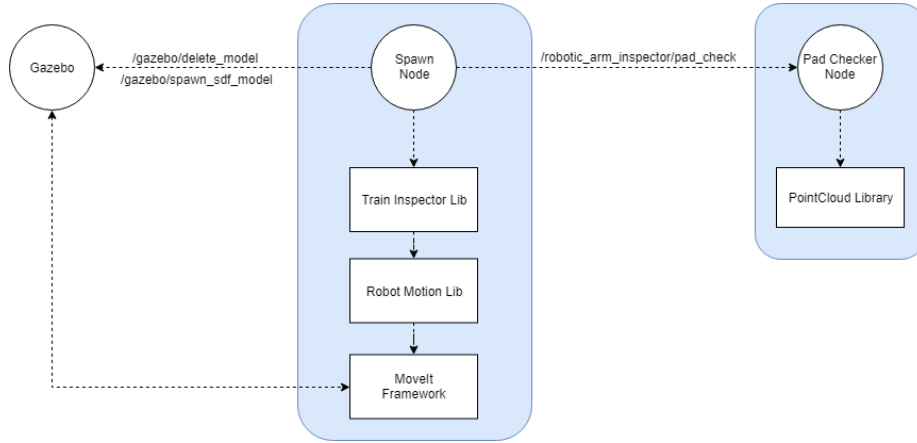 /gazebo/delete_model
Gazebo
/gazebo/spawn_sdf_model
Spawn
Node
/robotic_arm_inspector/pad_check
Pad Checker
Node
Train Inspector Lib
PointCloud Library
Robot Motion Lib
MoveIt
Framework